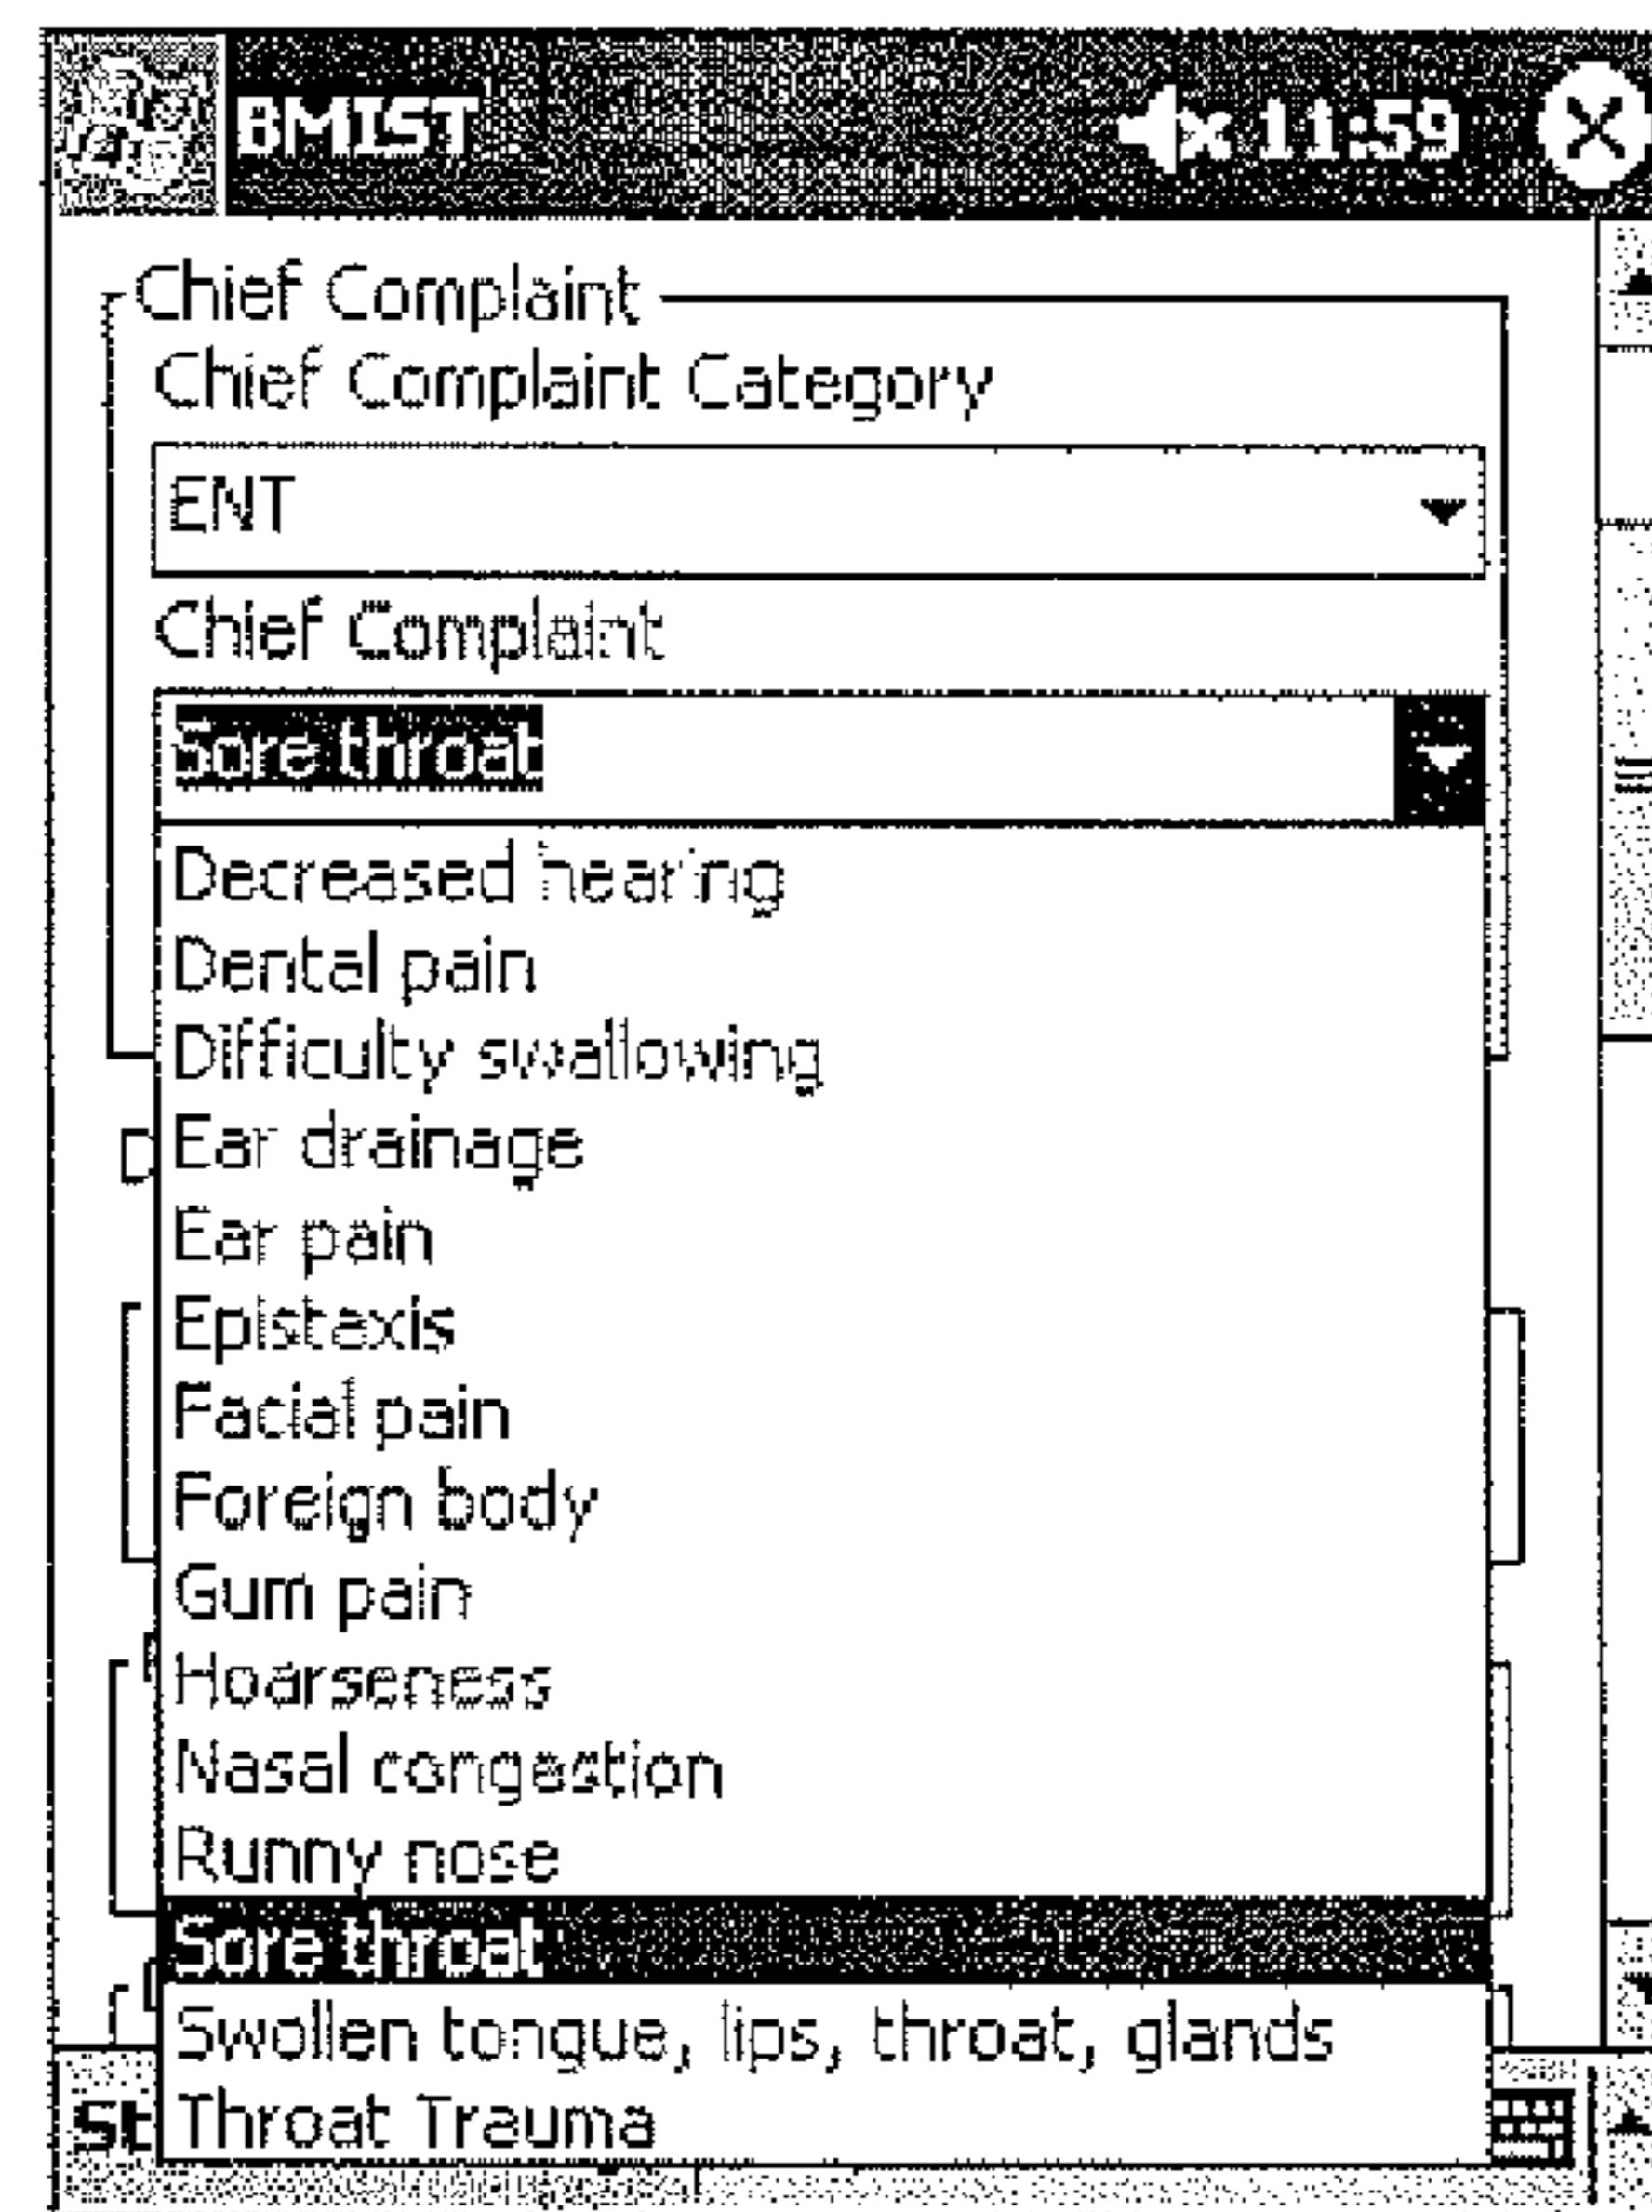 BMIST 11:59
Chief Complaint
Chief Complaint Category
ENT
Chief Complaint
Sore throat
Decreased hearing
Dental pain
Difficulty swallowing
Ear drainage
Ear pain
Epistaxis
Facial pain
Foreign body
Gum pain
Hoarseness
Nasal congestion
Runny nose
Sore throat
Swollen tongue, lips, throat, glands
Throat Trauma